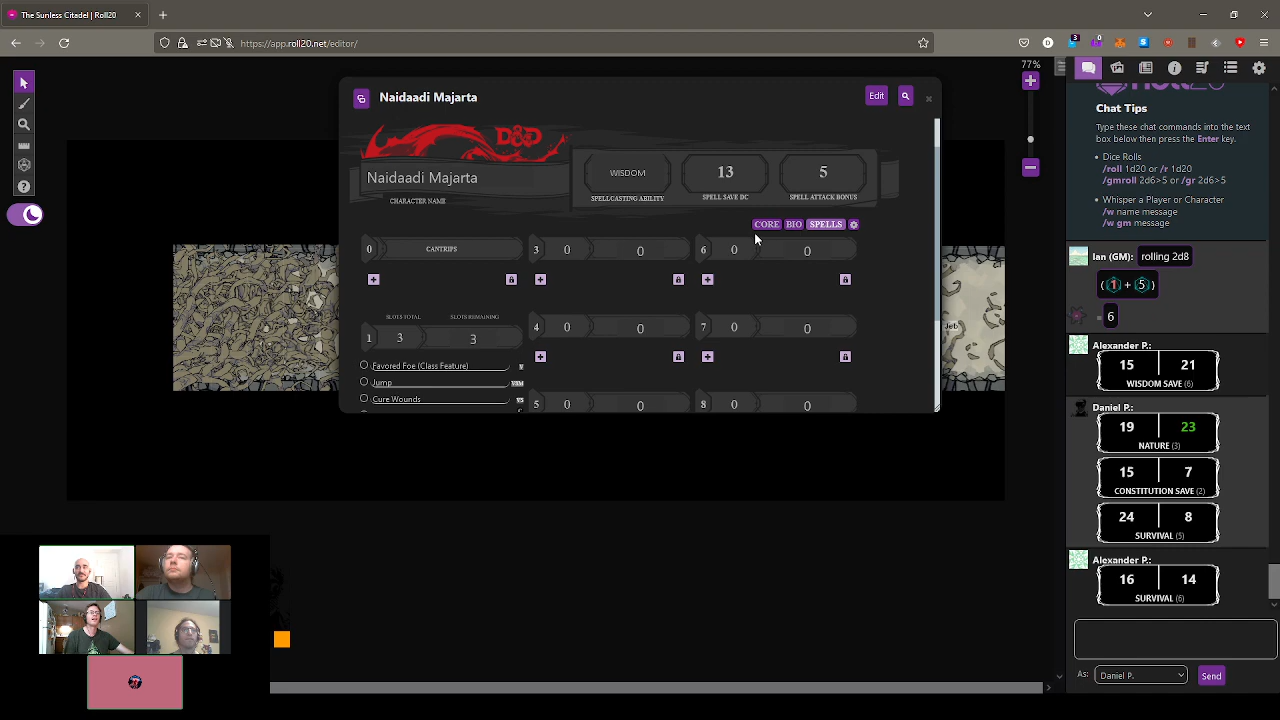 The Sunless Citadel | Roll20
https://app.roll20.net/editor/
3
0
77%
Naidaadi Majarta
Edit
D&D
Naidaadi Majarta
CHARACTER NAME
WISDOM
SPELLCASTING ABILITY
13
SPELL SAVE DC
5
SPELL ATTACK BONUS
CORE BIO SPELLS
0 CANTRIPS
3 0 0
6 0 0
SLOTS TOTAL SLOTS REMAINING
1 3 3
4 0 0
7 0 0
Favored Foe (Class Feature) V
Jump VSM
Cure Wounds VS
5 0 0
8 0 0
Jeb
Chat Tips
Type these chat commands into the text
box below then press the Enter key.
• Dice Rolls
/roll 1d20 or /r 1d20
/gmroll 2d6>5 or /gr 2d6>5
• Whisper a Player or Character
/w name message
/w gm message
Ian (GM): rolling 2d8
(1 + 5)
= 6
Alexander P.:
15 21
WISDOM SAVE (6)
Daniel P.:
19 23
NATURE (3)
15 7
CONSTITUTION SAVE (2)
24 8
SURVIVAL (5)
Alexander P.:
16 14
SURVIVAL (6)
As: Daniel P. Send